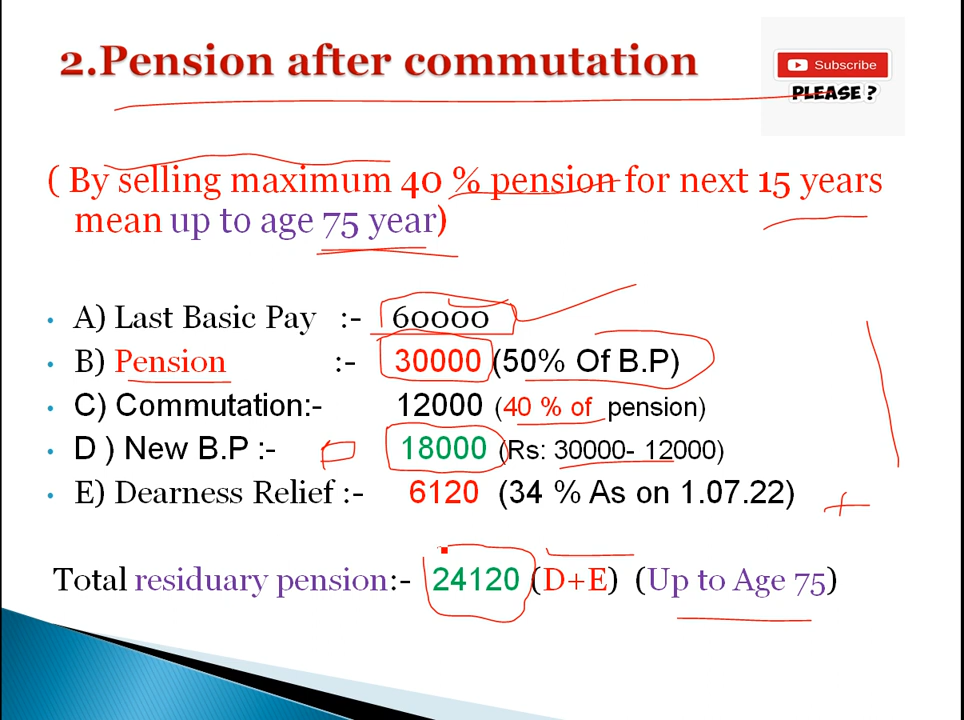 2.Pension after commutation
Subscribe
PLEASE ?
( By selling maximum 40 % pension for next 15 years
mean up to age 75 year)
• A) Last Basic Pay :- 60000
• B) Pension :- 30000 (50% Of B.P)
• C) Commutation:- 12000 (40 % of pension)
• D ) New B.P :- 18000 (Rs: 30000- 12000)
• E) Dearness Relief :- 6120 (34 % As on 1.07.22)
Total residuary pension:- 24120 (D+E) (Up to Age 75)